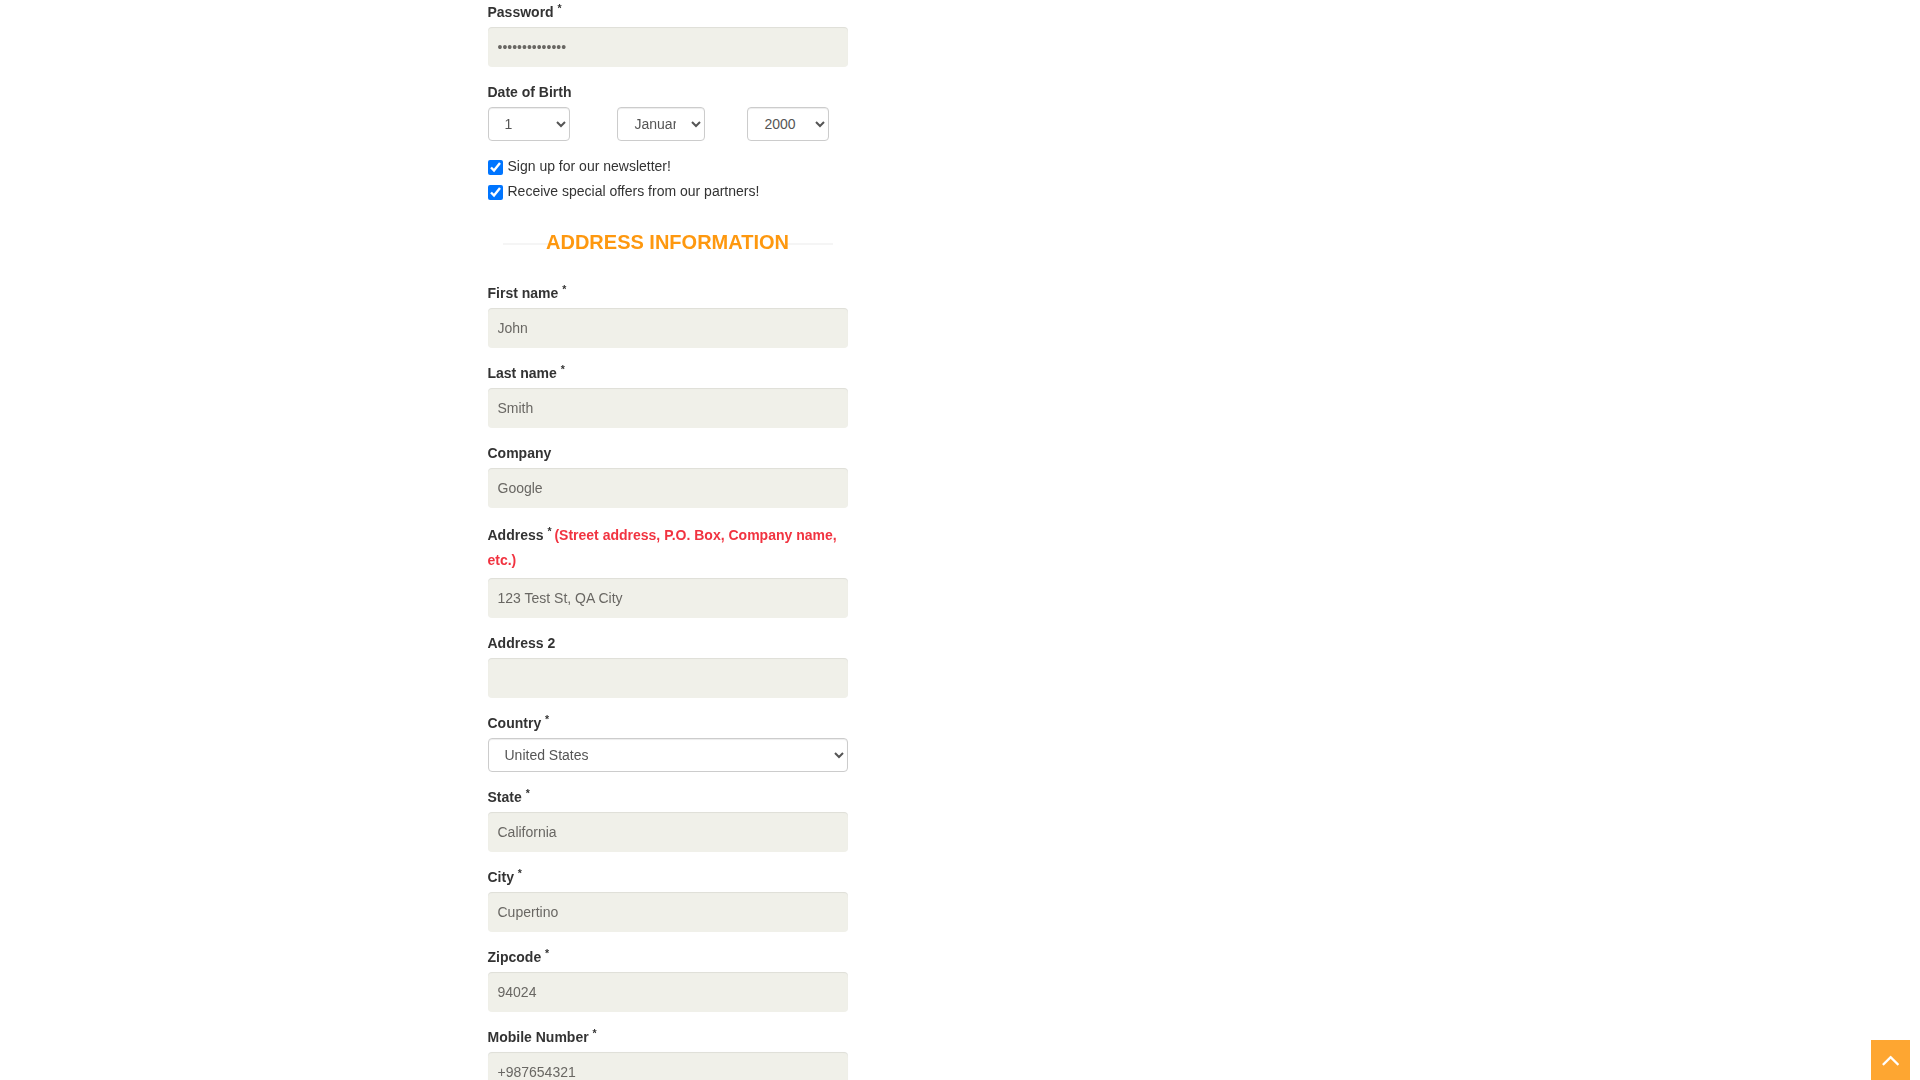 Password *
••••••••••••••
Date of Birth
1 Januar 2000
Sign up for our newsletter!
Receive special offers from our partners!
ADDRESS INFORMATION
First name *
John
Last name *
Smith
Company
Google
Address * (Street address, P.O. Box, Company name,
etc.)
123 Test St, QA City
Address 2
Country *
United States
State *
California
City *
Cupertino
Zipcode *
94024
Mobile Number *
+987654321